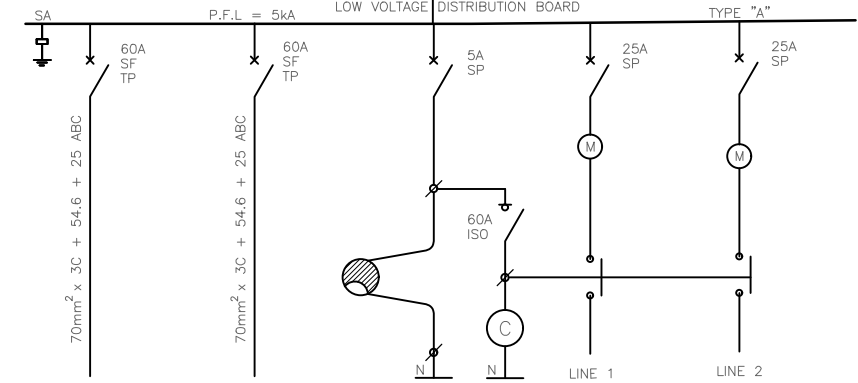 LOW VOLTAGE DISTRIBUTION BOARD
SA
P.F.L = 5kA
TYPE "A"
60A
SF
TP
60A
SF
TP
5A
SP
25A
SP
25A
SP
70mm² x 3C + 54.6 + 25 ABC
70mm² x 3C + 54.6 + 25 ABC
M
M
60A
ISO
C
N
N
LINE 1
LINE 2